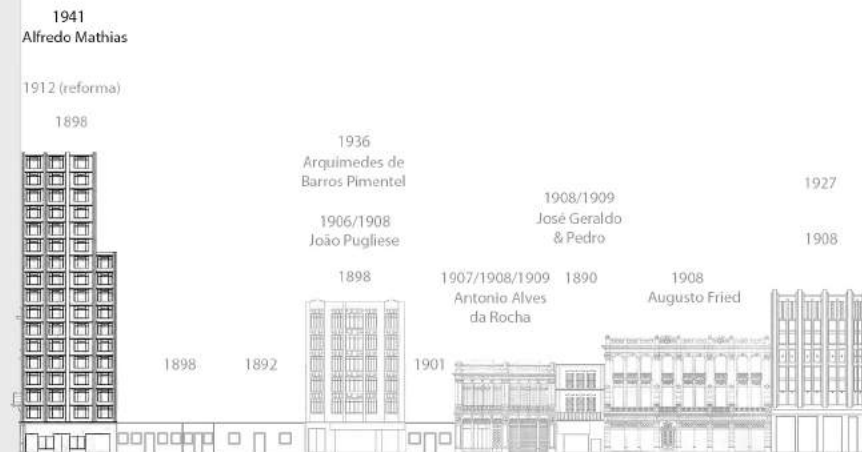 1941
Alfredo Mathias
1912 (reforma)
1898
1898
1892
1936
Arquimedes de
Barros Pimentel
1906/1908
João Pugliese
1898
1901
1907/1908/1909
Antonio Alves
da Rocha
1908/1909
José Geraldo
& Pedro
1890
1908
Augusto Fried
1927
1908